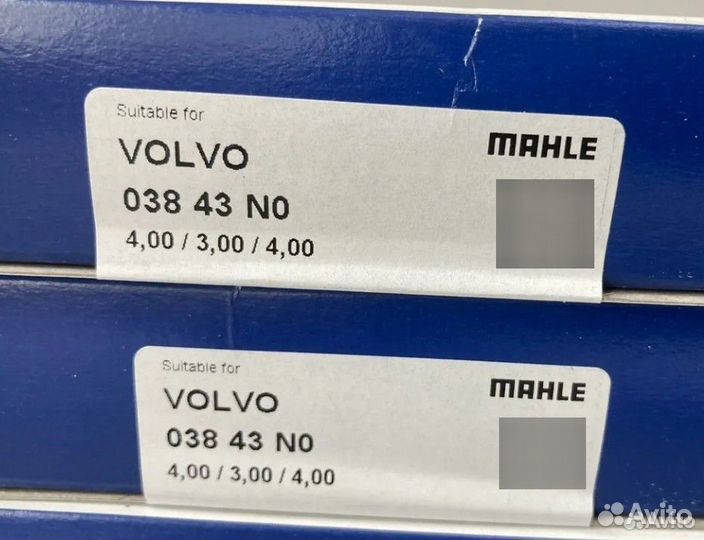 Suitable for
VOLVO
MAHLE
038 43 N0
4,00 / 3,00 / 4,00
Suitable for
VOLVO
MAHLE
038 43 N0
4,00 / 3,00 / 4,00
Avito